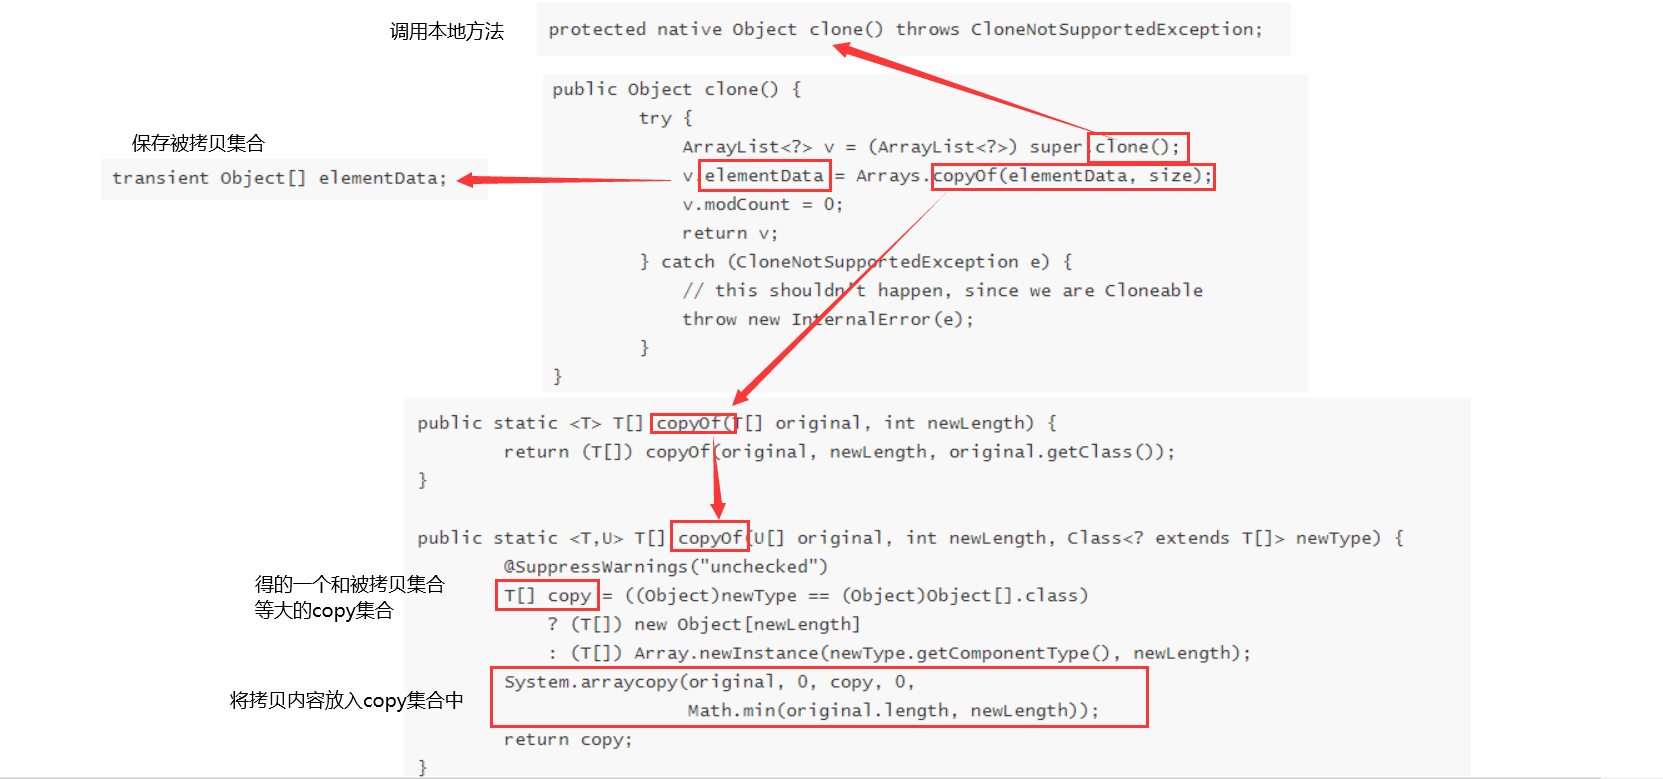 调用本地方法
protected native Object clone() throws CloneNotSupportedException;
public Object clone() {
try {
ArrayList<?> v = (ArrayList<?>) super.clone();
保存被拷贝集合
transient Object[] elementData;
v.elementData = Arrays.copyOf(elementData, size);
v.modCount = 0;
return v;
} catch (CloneNotSupportedException e) {
// this shouldn't happen, since we are Cloneable
throw new InternalError(e);
}
}
public static <T> T[] copyOf(T[] original, int newLength) {
return (T[]) copyOf(original, newLength, original.getClass());
}
public static <T,U> T[] copyOf(U[] original, int newLength, Class<? extends T[]> newType) {
@SuppressWarnings("unchecked")
得的一个和被拷贝集合
等大的copy集合
T[] copy = ((Object)newType == (Object)Object[].class)
? (T[]) new Object[newLength]
: (T[]) Array.newInstance(newType.getComponentType(), newLength);
将拷贝内容放入copy集合中
System.arraycopy(original, 0, copy, 0,
Math.min(original.length, newLength));
return copy;
}